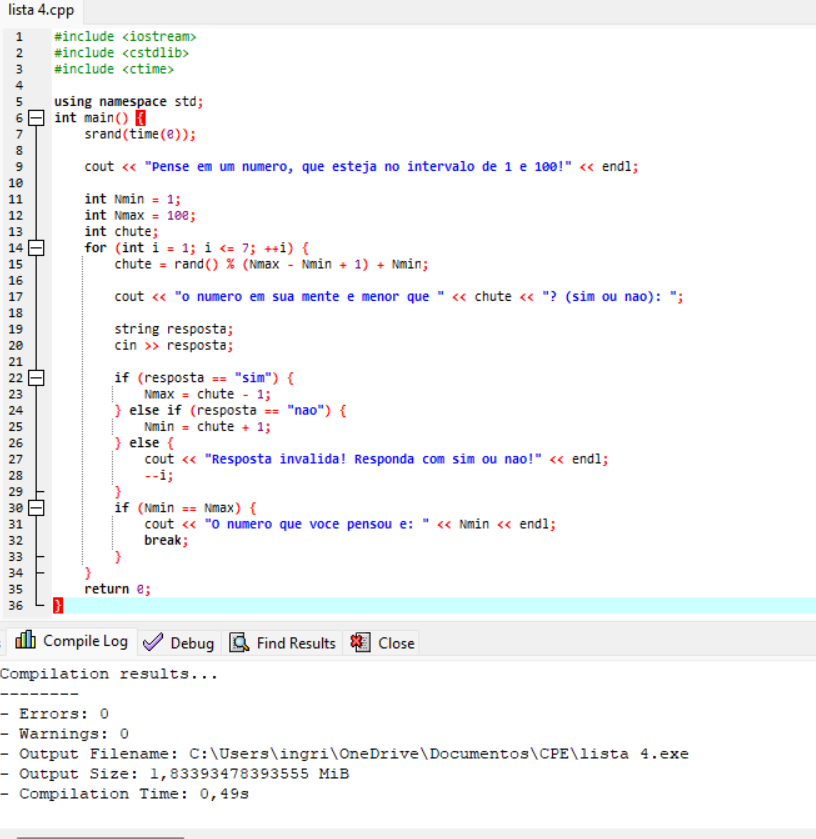 lista 4.cpp
1 #include <iostream>
2 #include <cstdlib>
3 #include <ctime>
4
5 using namespace std;
6 int main() {
7 srand(time(0));
8
9 cout << "Pense em um numero, que esteja no intervalo de 1 e 100!" << endl;
10
11 int Nmin = 1;
12 int Nmax = 100;
13 int chute;
14 for (int i = 1; i <= 7; ++i) {
15 chute = rand() % (Nmax - Nmin + 1) + Nmin;
16
17 cout << "o numero em sua mente e menor que " << chute << "? (sim ou nao): ";
18
19 string resposta;
20 cin >> resposta;
21
22 if (resposta == "sim") {
23 Nmax = chute - 1;
24 } else if (resposta == "nao") {
25 Nmin = chute + 1;
26 } else {
27 cout << "Resposta invalida! Responda com sim ou nao!" << endl;
28 --i;
29 }
30 if (Nmin == Nmax) {
31 cout << "O numero que voce pensou e: " << Nmin << endl;
32 break;
33 }
34 }
35 return 0;
36 }
Compile Log Debug Find Results Close
Compilation results...
--------
- Errors: 0
- Warnings: 0
- Output Filename: C:\Users\ingri\OneDrive\Documentos\CPE\lista 4.exe
- Output Size: 1,83393478393555 MiB
- Compilation Time: 0,49s